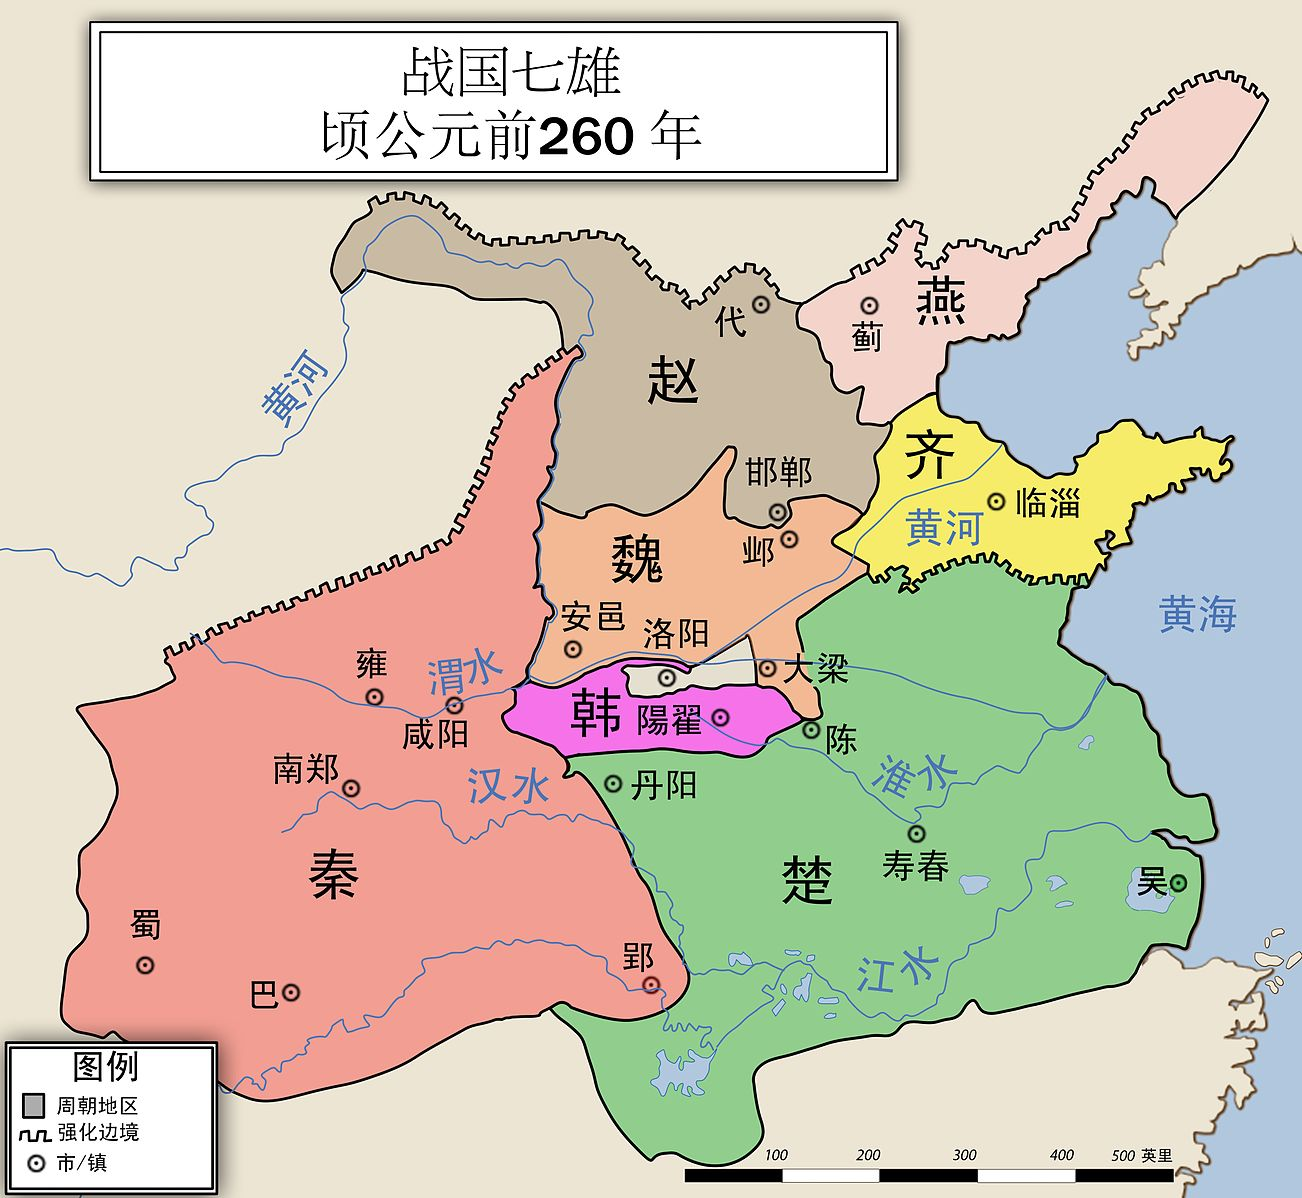 战国七雄
顷公元前260 年
燕
代
蓟
赵
黄河
齐
邯郸
临淄
黄河
魏
邺
黄海
安邑
洛阳
雍
渭水
大梁
韩
陽翟
咸阳
陈
南郑
汉水
丹阳
淮水
寿春
秦
楚
吴
蜀
郢
江水
巴
图例
周朝地区
强化边境
市/镇
100 200 300 400 500 英里